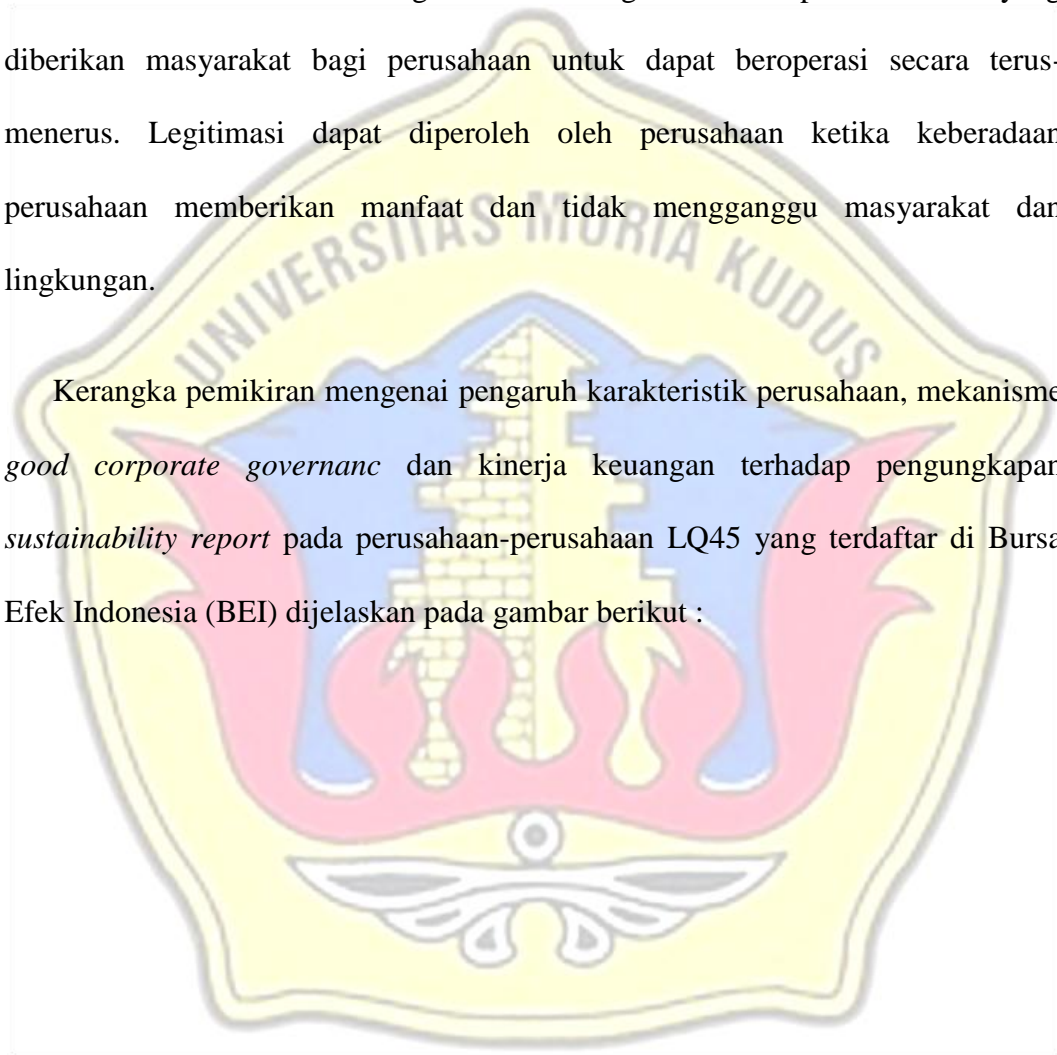 diberikan masyarakat bagi perusahaan untuk dapat beroperasi secara terus-
menerus. Legitimasi dapat diperoleh oleh perusahaan ketika keberadaan
perusahaan memberikan manfaat dan tidak mengganggu masyarakat dan
lingkungan.
UNIVERSITAS MURIA KUDUS
Kerangka pemikiran mengenai pengaruh karakteristik perusahaan, mekanisme
good corporate governanc dan kinerja keuangan terhadap pengungkapan
sustainability report pada perusahaan-perusahaan LQ45 yang terdaftar di Bursa
Efek Indonesia (BEI) dijelaskan pada gambar berikut :